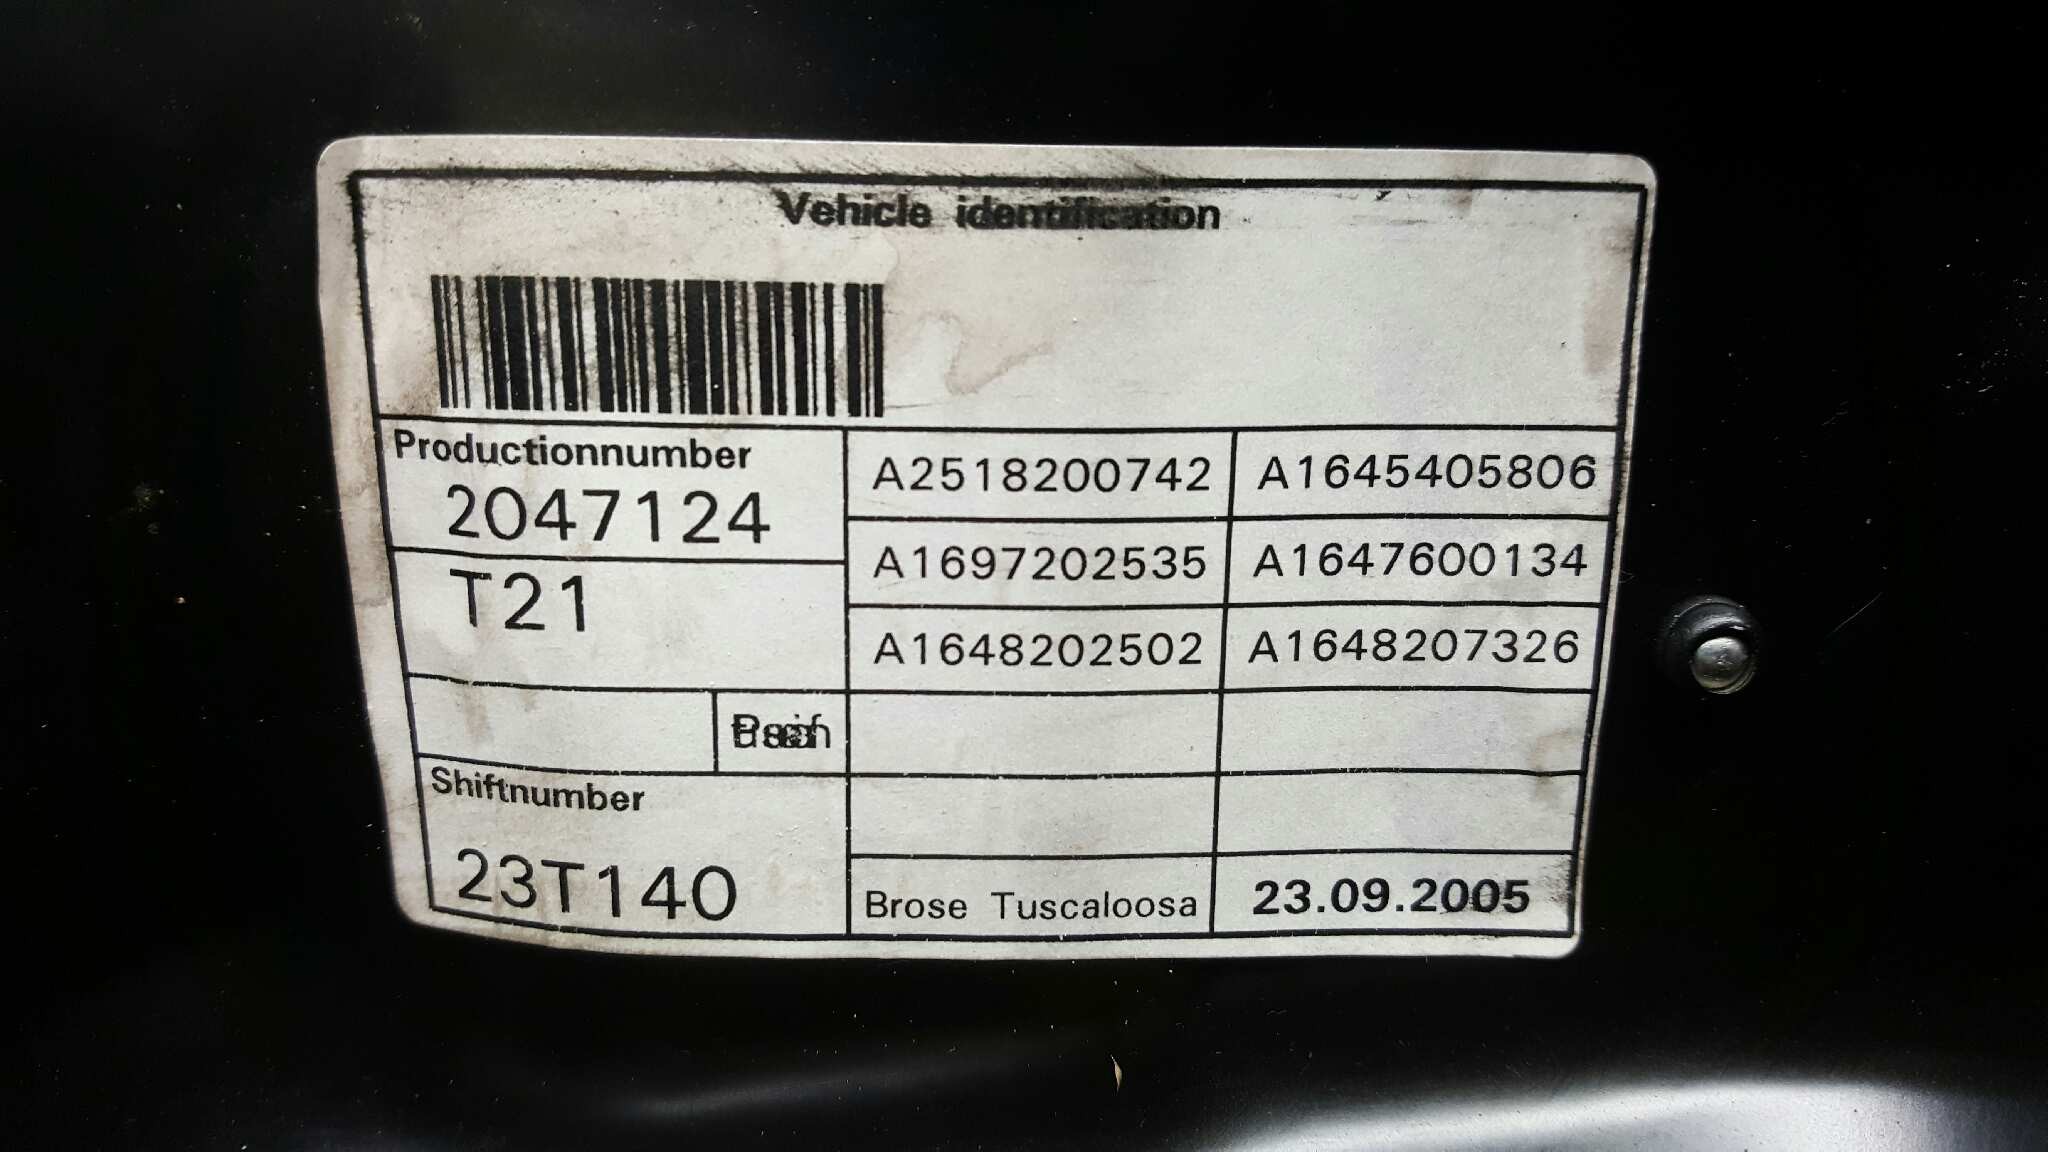 Vehicle identification
Productionnumber
2047124
T21
A2518200742 A1645405806
A1697202535 A1647600134
A1648202502 A1648207326
Shiftnumber
23T140
Brose Tuscaloosa 23.09.2005